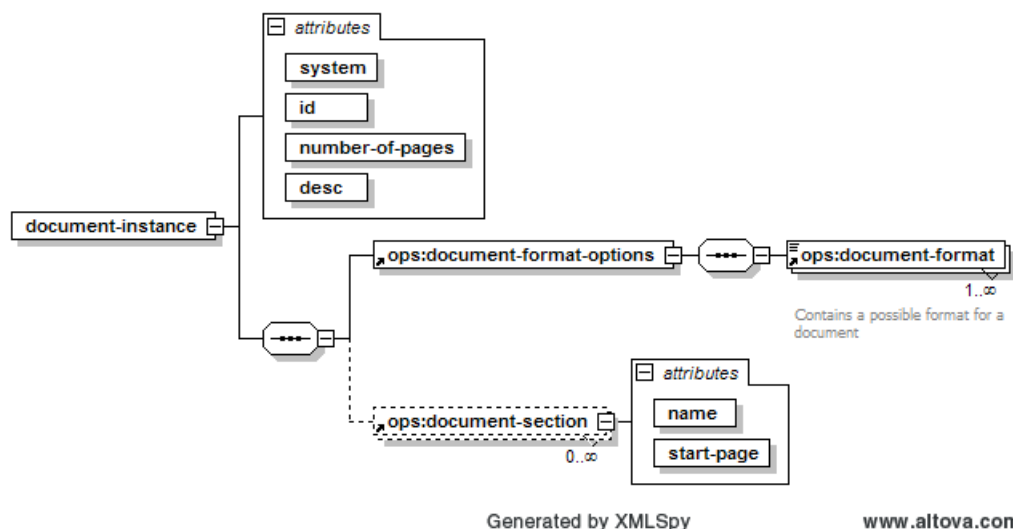 attributes
system
id
number-of-pages
desc
document-instance
ops:document-format-options
ops:document-format
1..∞
Contains a possible format for a
document
attributes
ops:document-section
name
0..∞
start-page
Generated by XMLSpy
www.altova.com